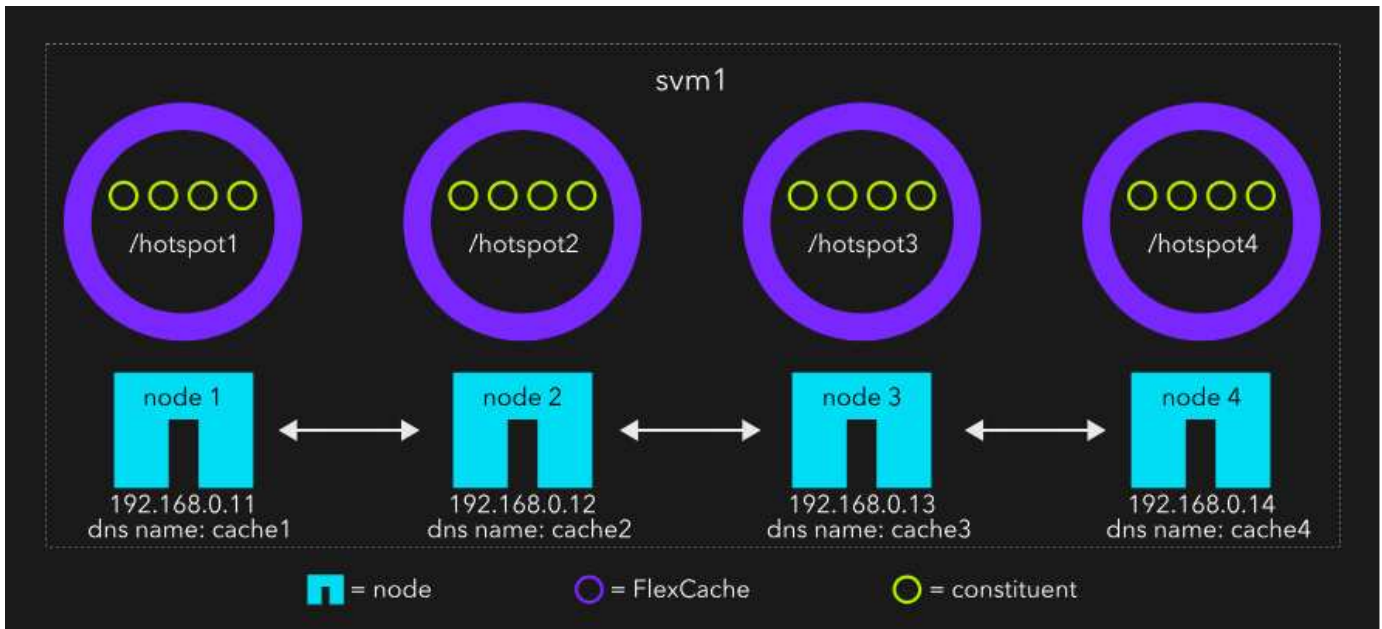 svm1
/hotspot1
/hotspot2
/hotspot3
/hotspot4
node 1
node 2
node 3
node 4
192.168.0.11
dns name: cache1
192.168.0.12
dns name: cache2
192.168.0.13
dns name: cache3
192.168.0.14
dns name: cache4
= node
= FlexCache
= constituent